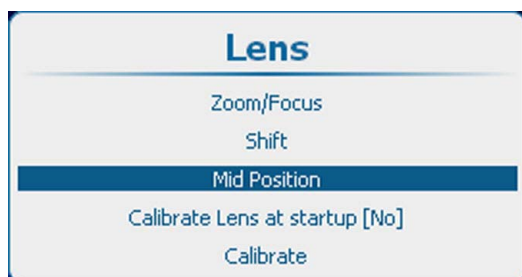 Lens
Zoom/Focus
Shift
Mid Position
Calibrate Lens at startup [No]
Calibrate